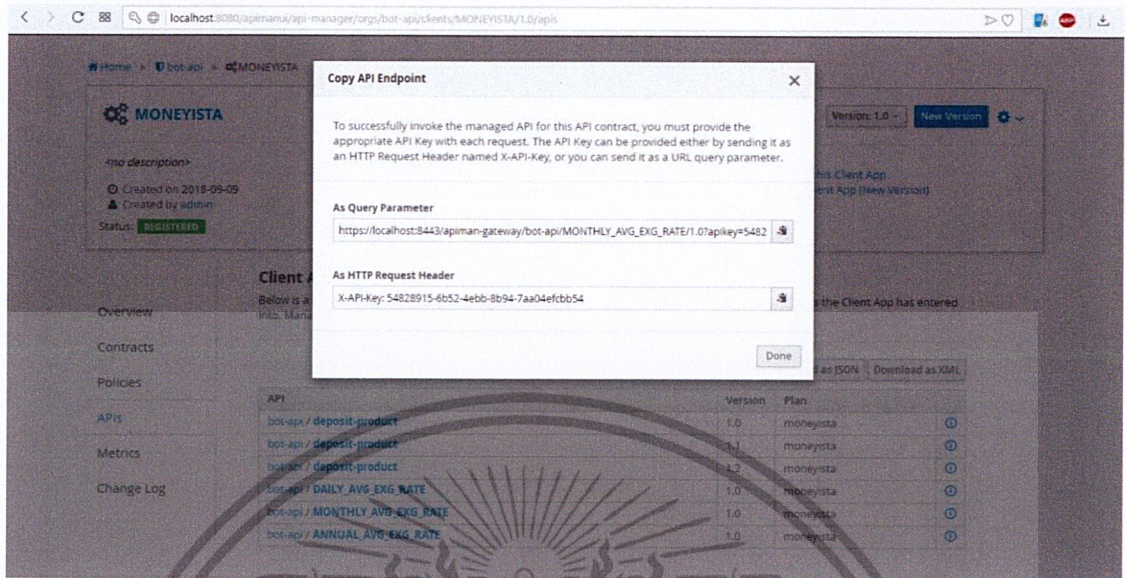 localhost:8080/apimanui/api-manager/orgs/bot-api/clients/MONEYISTA/1.0/apis
Home
bot-api
MONEYISTA
MONEYISTA
<no description>
Created on 2018-09-09
Created by admin
Status: REGISTERED
Version: 1.0
New Version
this Client App
ent App (New Version)
Copy API Endpoint
To successfully invoke the managed API for this API contract, you must provide the
appropriate API Key with each request. The API Key can be provided either by sending it as
an HTTP Request Header named X-API-Key, or you can send it as a URL query parameter.
As Query Parameter
https://localhost:8443/apiman-gateway/bot-api/MONTHLY_AVG_EXG_RATE/1.0?apikey=5482
As HTTP Request Header
X-API-Key: 54828915-6b52-4ebb-8b94-7aa04efcbb54
Done
Client A
Below is a
s the Client App has entered
into. Mana
Overview
Contracts
Policies
APIs
Metrics
Change Log
d as JSON
Download as XML
API Version Plan
bot-api / deposit-product 1.0 moneyista
bot-api / deposit-product 1.1 moneyista
bot-api / deposit-product 1.2 moneyista
bot-api / DAILY_AVG_EXG_RATE 1.0 moneyista
bot-api / MONTHLY_AVG_EXG_RATE 1.0 moneyista
bot-api / ANNUAL_AVG_EXG_RATE 1.0 moneyista